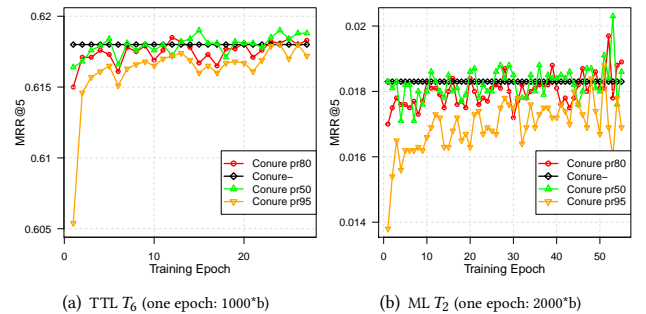 0.62
0.615
0.61
0.605
MRR@5
Conure pr80
Conure−
Conure pr50
Conure pr95
0
10
20
Training Epoch
(a) TTL T6 (one epoch: 1000*b)
0.02
0.018
0.016
0.014
MRR@5
Conure pr80
Conure−
Conure pr50
Conure pr95
0
10
20
30
40
50
Training Epoch
(b) ML T2 (one epoch: 2000*b)